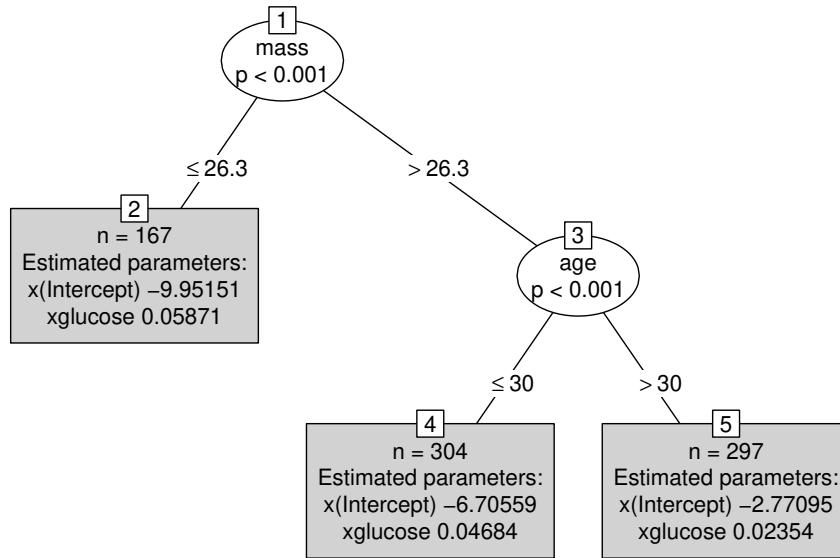 1
mass
p < 0.001
≤ 26.3
> 26.3
2
n = 167
Estimated parameters:
x(Intercept) −9.95151
xglucose 0.05871
3
age
p < 0.001
≤ 30
> 30
4
n = 304
Estimated parameters:
x(Intercept) −6.70559
xglucose 0.04684
5
n = 297
Estimated parameters:
x(Intercept) −2.77095
xglucose 0.02354